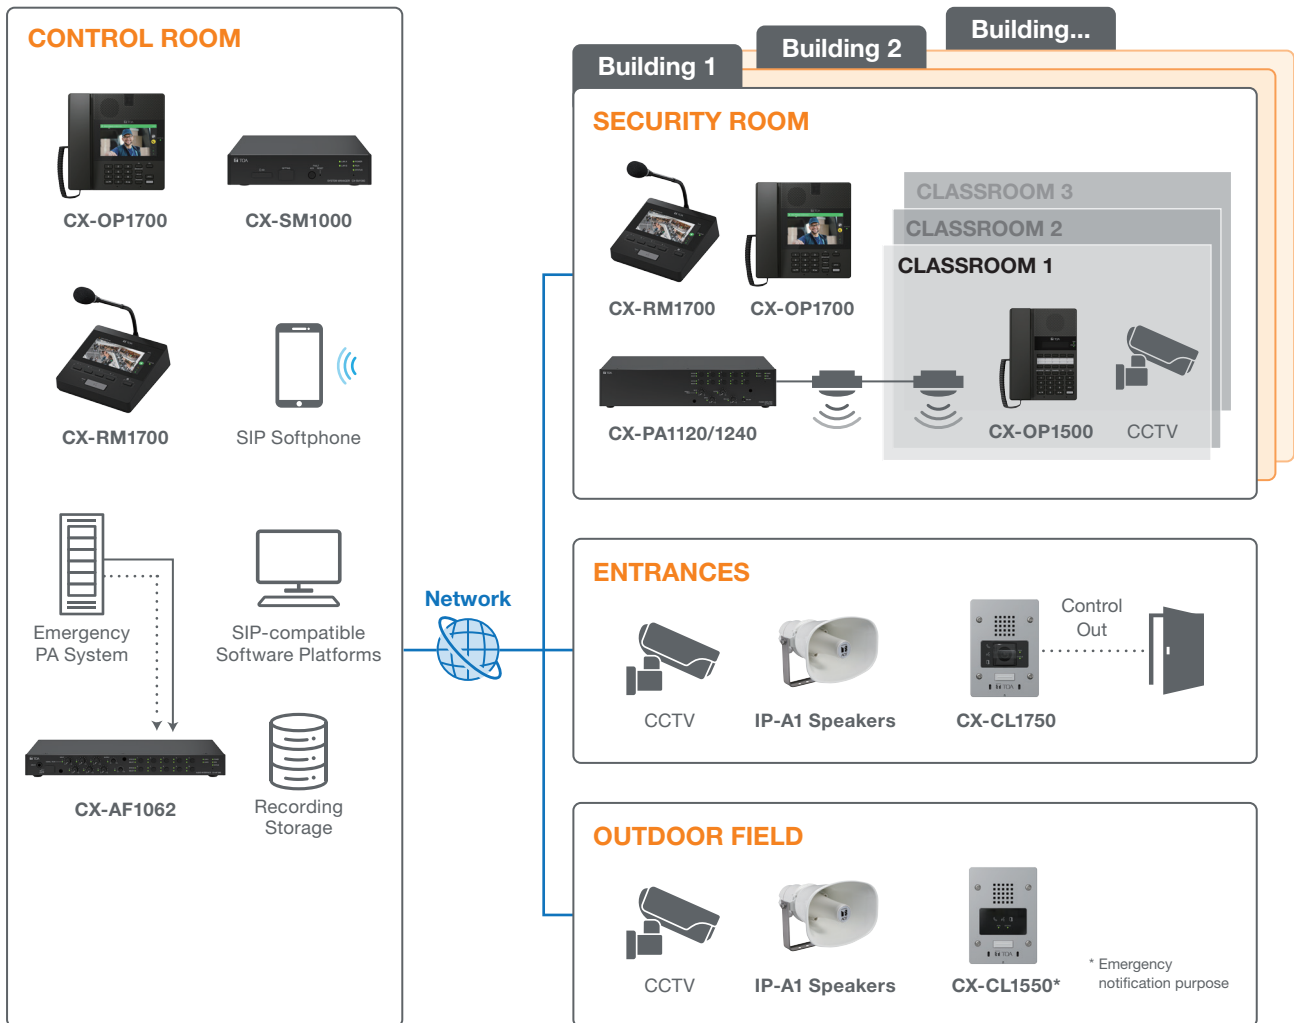 CONTROL ROOM
CX-OP1700
TOA
CX-SM1000
CX-RM1700
SIP Softphone
Emergency
PA System
SIP-compatible
Software Platforms
CX-AF1062
Recording
Storage
Network
Building 1
Building 2
Building...
SECURITY ROOM
CX-RM1700
CX-OP1700
CX-PA1120/1240
CLASSROOM 3
CLASSROOM 2
CLASSROOM 1
CX-OP1500
CCTV
ENTRANCES
CCTV
IP-A1 Speakers
TOA
CX-CL1750
Control
Out
OUTDOOR FIELD
CCTV
IP-A1 Speakers
TOA
CX-CL1550*
* Emergency
notification purpose